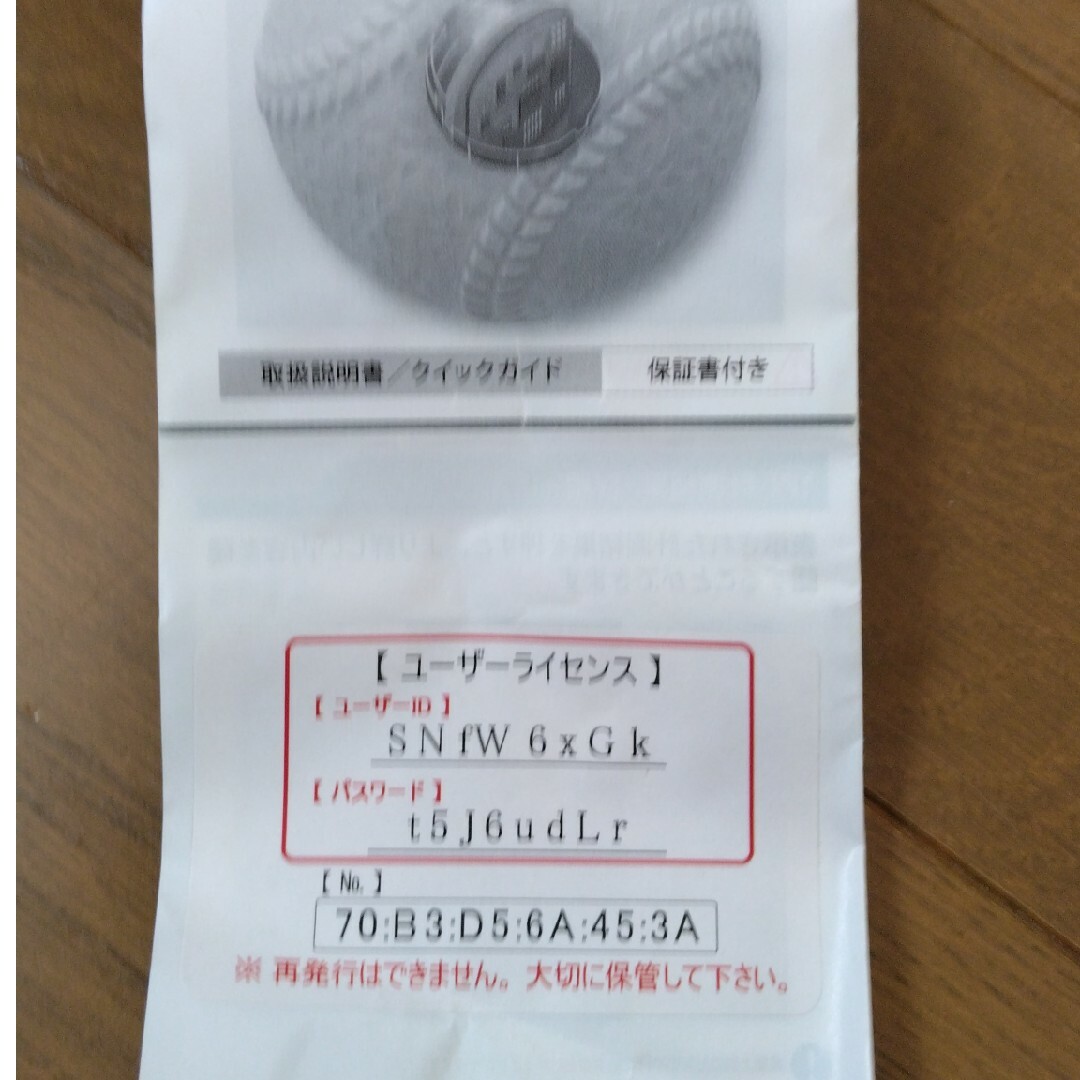 取扱説明書／クイックガイド
保証書付き
【 ユーザーライセンス 】
【 ユーザーID 】
SNfW6xGk
【 パスワード 】
t5J6udLr
【 No. 】
70:B3:D5:6A:45:3A
※ 再発行はできません。大切に保管して下さい。